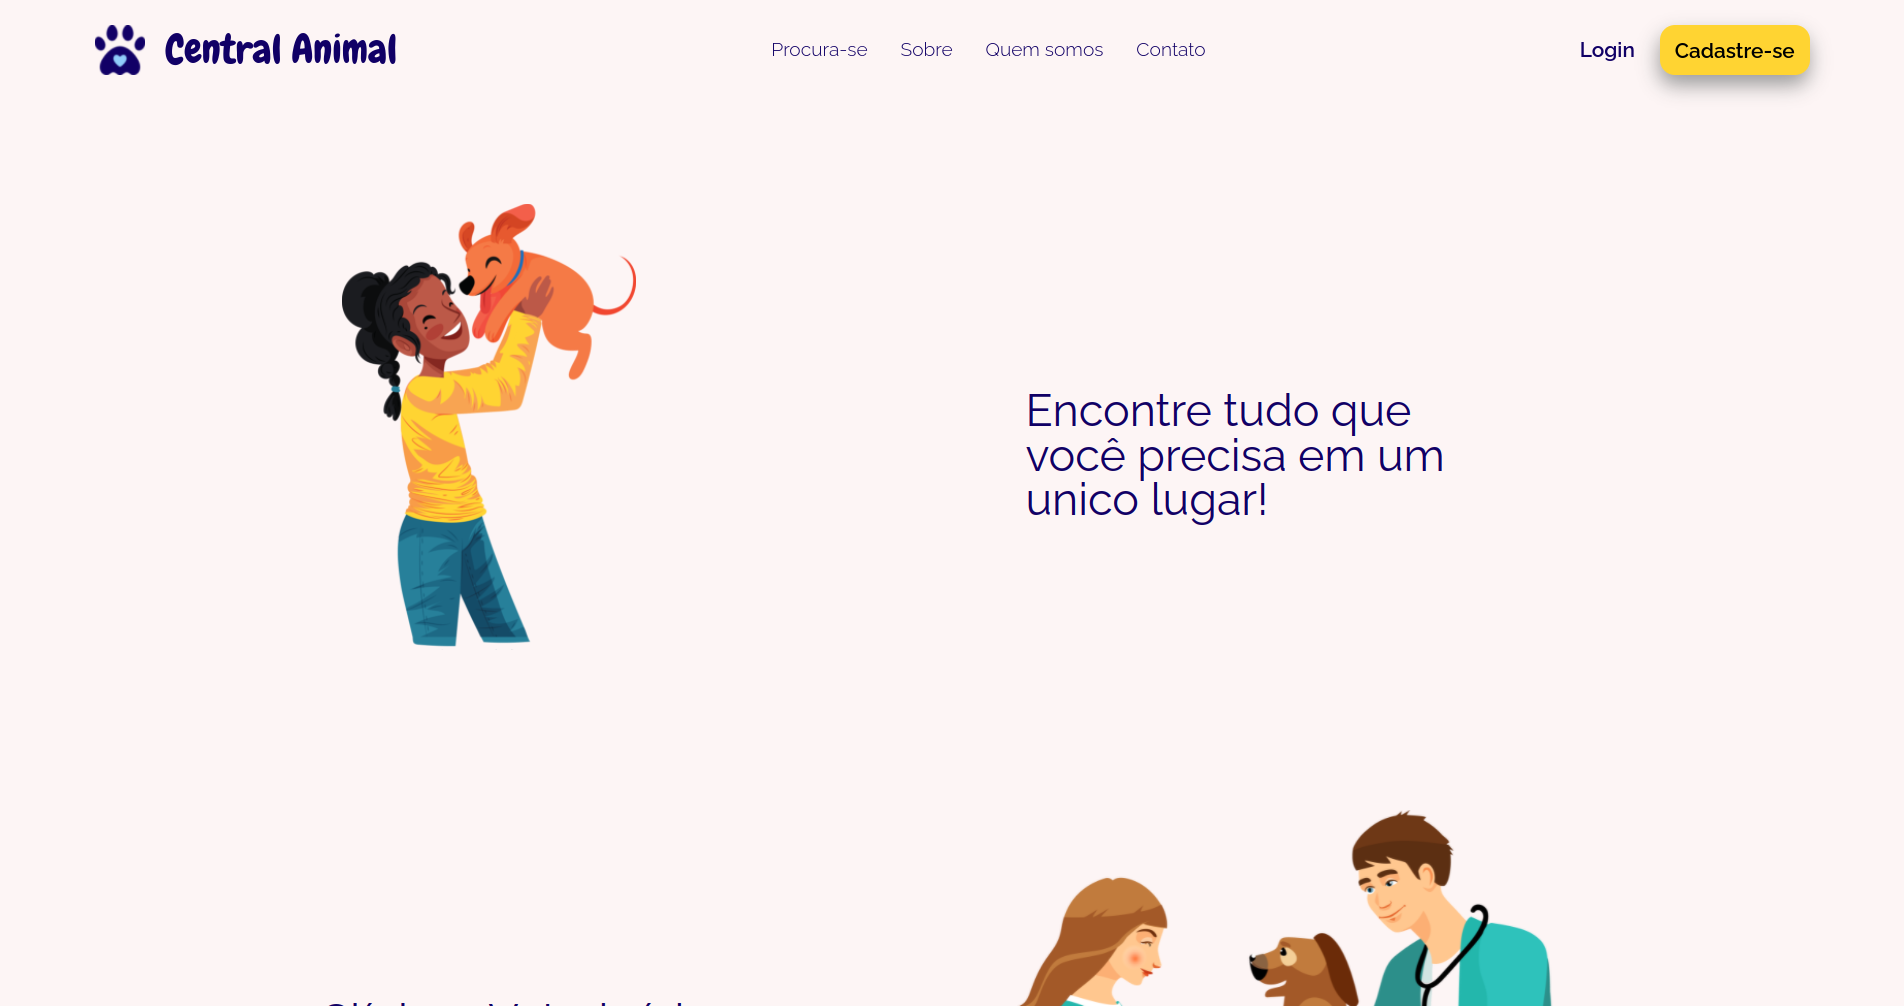 Central Animal
Procura-se Sobre Quem somos Contato
Login
Cadastre-se
Encontre tudo que
você precisa em um
unico lugar!